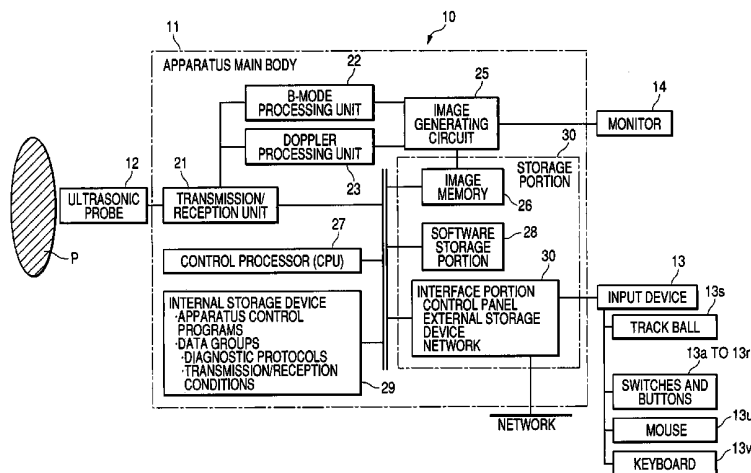 10
11
APPARATUS MAIN BODY
22
B-MODE
PROCESSING UNIT
25
IMAGE
GENERATING
CIRCUIT
14
MONITOR
DOPPLER
PROCESSING UNIT
23
30
STORAGE
PORTION
12
ULTRASONIC
PROBE
21
TRANSMISSION/
RECEPTION UNIT
IMAGE
MEMORY
26
P
27
CONTROL PROCESSOR (CPU)
28
SOFTWARE
STORAGE
PORTION
30
INTERFACE PORTION
CONTROL PANEL
EXTERNAL STORAGE
DEVICE
NETWORK
INTERNAL STORAGE DEVICE
·APPARATUS CONTROL
PROGRAMS
·DATA GROUPS
·DIAGNOSTIC PROTOCOLS
·TRANSMISSION/RECEPTION
CONDITIONS
29
NETWORK
13
INPUT DEVICE
13s
TRACK BALL
13a TO 13r
SWITCHES AND
BUTTONS
13u
MOUSE
13v
KEYBOARD